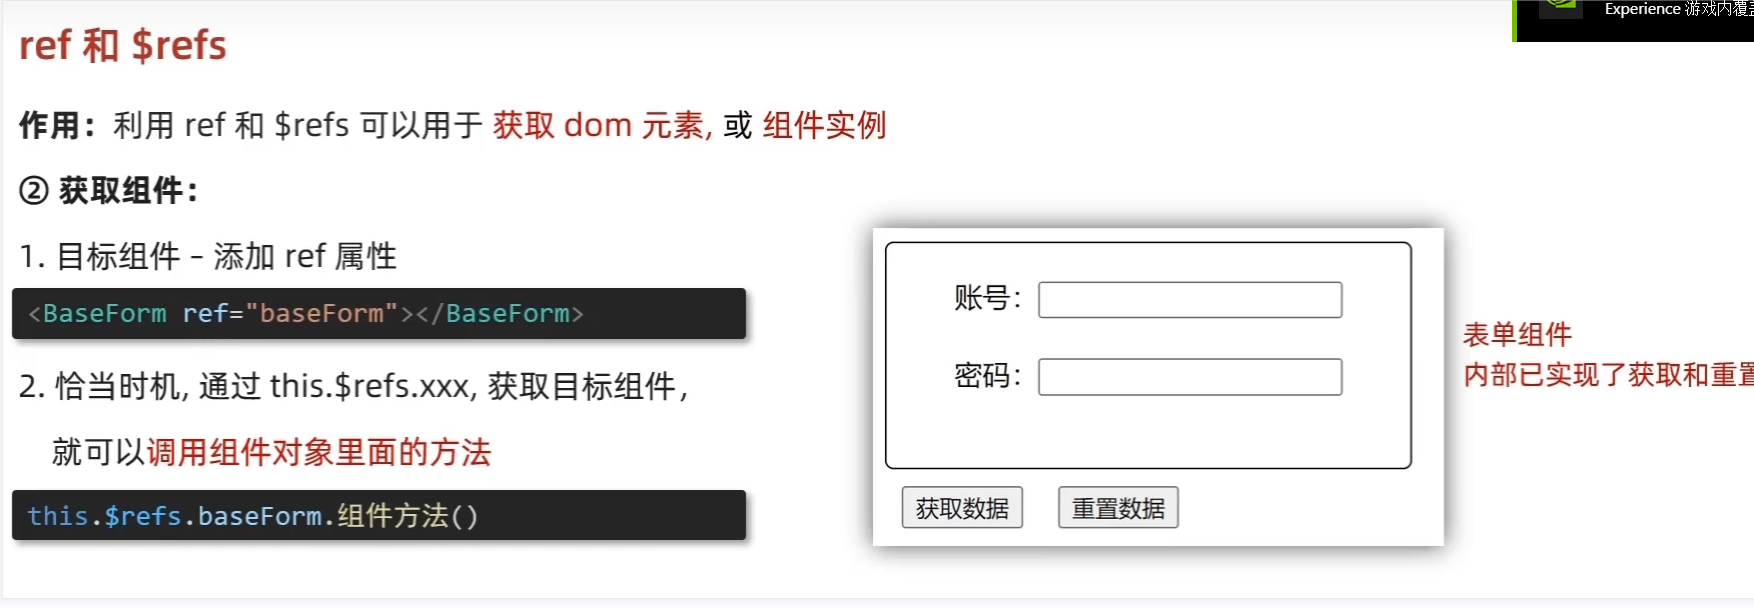 Experience 游戏内覆
ref 和 $refs
作用：利用 ref 和 $refs 可以用于 获取 dom 元素, 或 组件实例
② 获取组件：
1. 目标组件 – 添加 ref 属性
<BaseForm ref="baseForm"></BaseForm>
2. 恰当时机, 通过 this.$refs.xxx, 获取目标组件，
就可以调用组件对象里面的方法
this.$refs.baseForm.组件方法()
账号：
密码：
获取数据 重置数据
表单组件
内部已实现了获取和重置